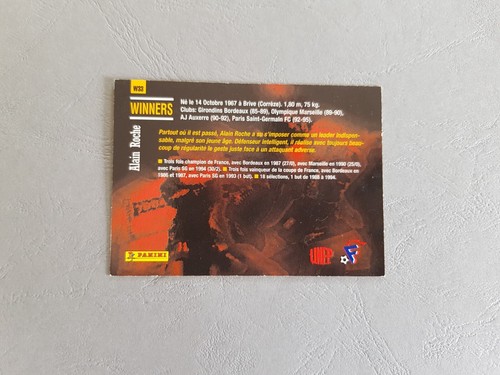 W33
WINNERS
Alain Roche
Né le 14 Octobre 1967 à Brive (Corrèze). 1,80 m, 75 kg.
Clubs: Girondins Bordeaux (85-89), Olympique Marseille (89-90),
AJ Auxerre (90-92), Paris Saint-Germain FC (92-95).
Partout où il est passé, Alain Roche a su s'imposer comme un leader indispen-
sable, malgré son jeune âge. Défenseur intelligent, il réalise avec toujours beau-
coup de régularité le geste juste face à un attaquant adverse.
Trois fois champion de France, avec Bordeaux en 1987 (27/0), avec Marseille en 1990 (25/0),
avec Paris SG en 1994 (30/2). Trois fois vainqueur de la coupe de France, avec Bordeaux en
1986 et 1987, avec Paris SG en 1993 (1 but). 18 sélections, 1 but de 1988 à 1994.
PANINI
UNFP